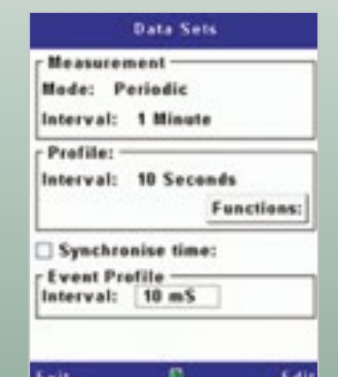 Data Sets
Measurement
Mode: Periodic
Interval: 1 Minute
Profile:
Interval: 10 Seconds
Functions:
Synchronise time:
Event Profile
Interval: 10 mS
Exit Edit